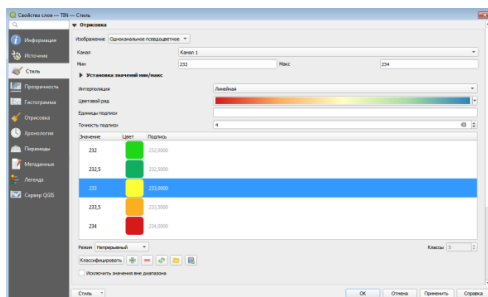 Свойства слоя — TIN — Стиль
Информация
Источник
Стиль
Прозрачность
Гистограмма
Отрисовка
Хронология
Пирамиды
Метаданные
Легенда
Сервер QGIS
Отрисовка
Изображение Одноканальное псевдоцветное
Канал Канал 1
Мин 232 Макс 234
Установка значений мин/макс
Интерполяция Линейная
Цветовой ряд
Единицы подписи
Точность подписи 4
Значение Цвет Подпись
232 232,0000
232,5 232,5000
233 233,0000
233,5 233,5000
234 234,0000
Режим Непрерывный Классы 5
Классифицировать
Исключить значения вне диапазона
Стиль OK Отмена Применить Справка